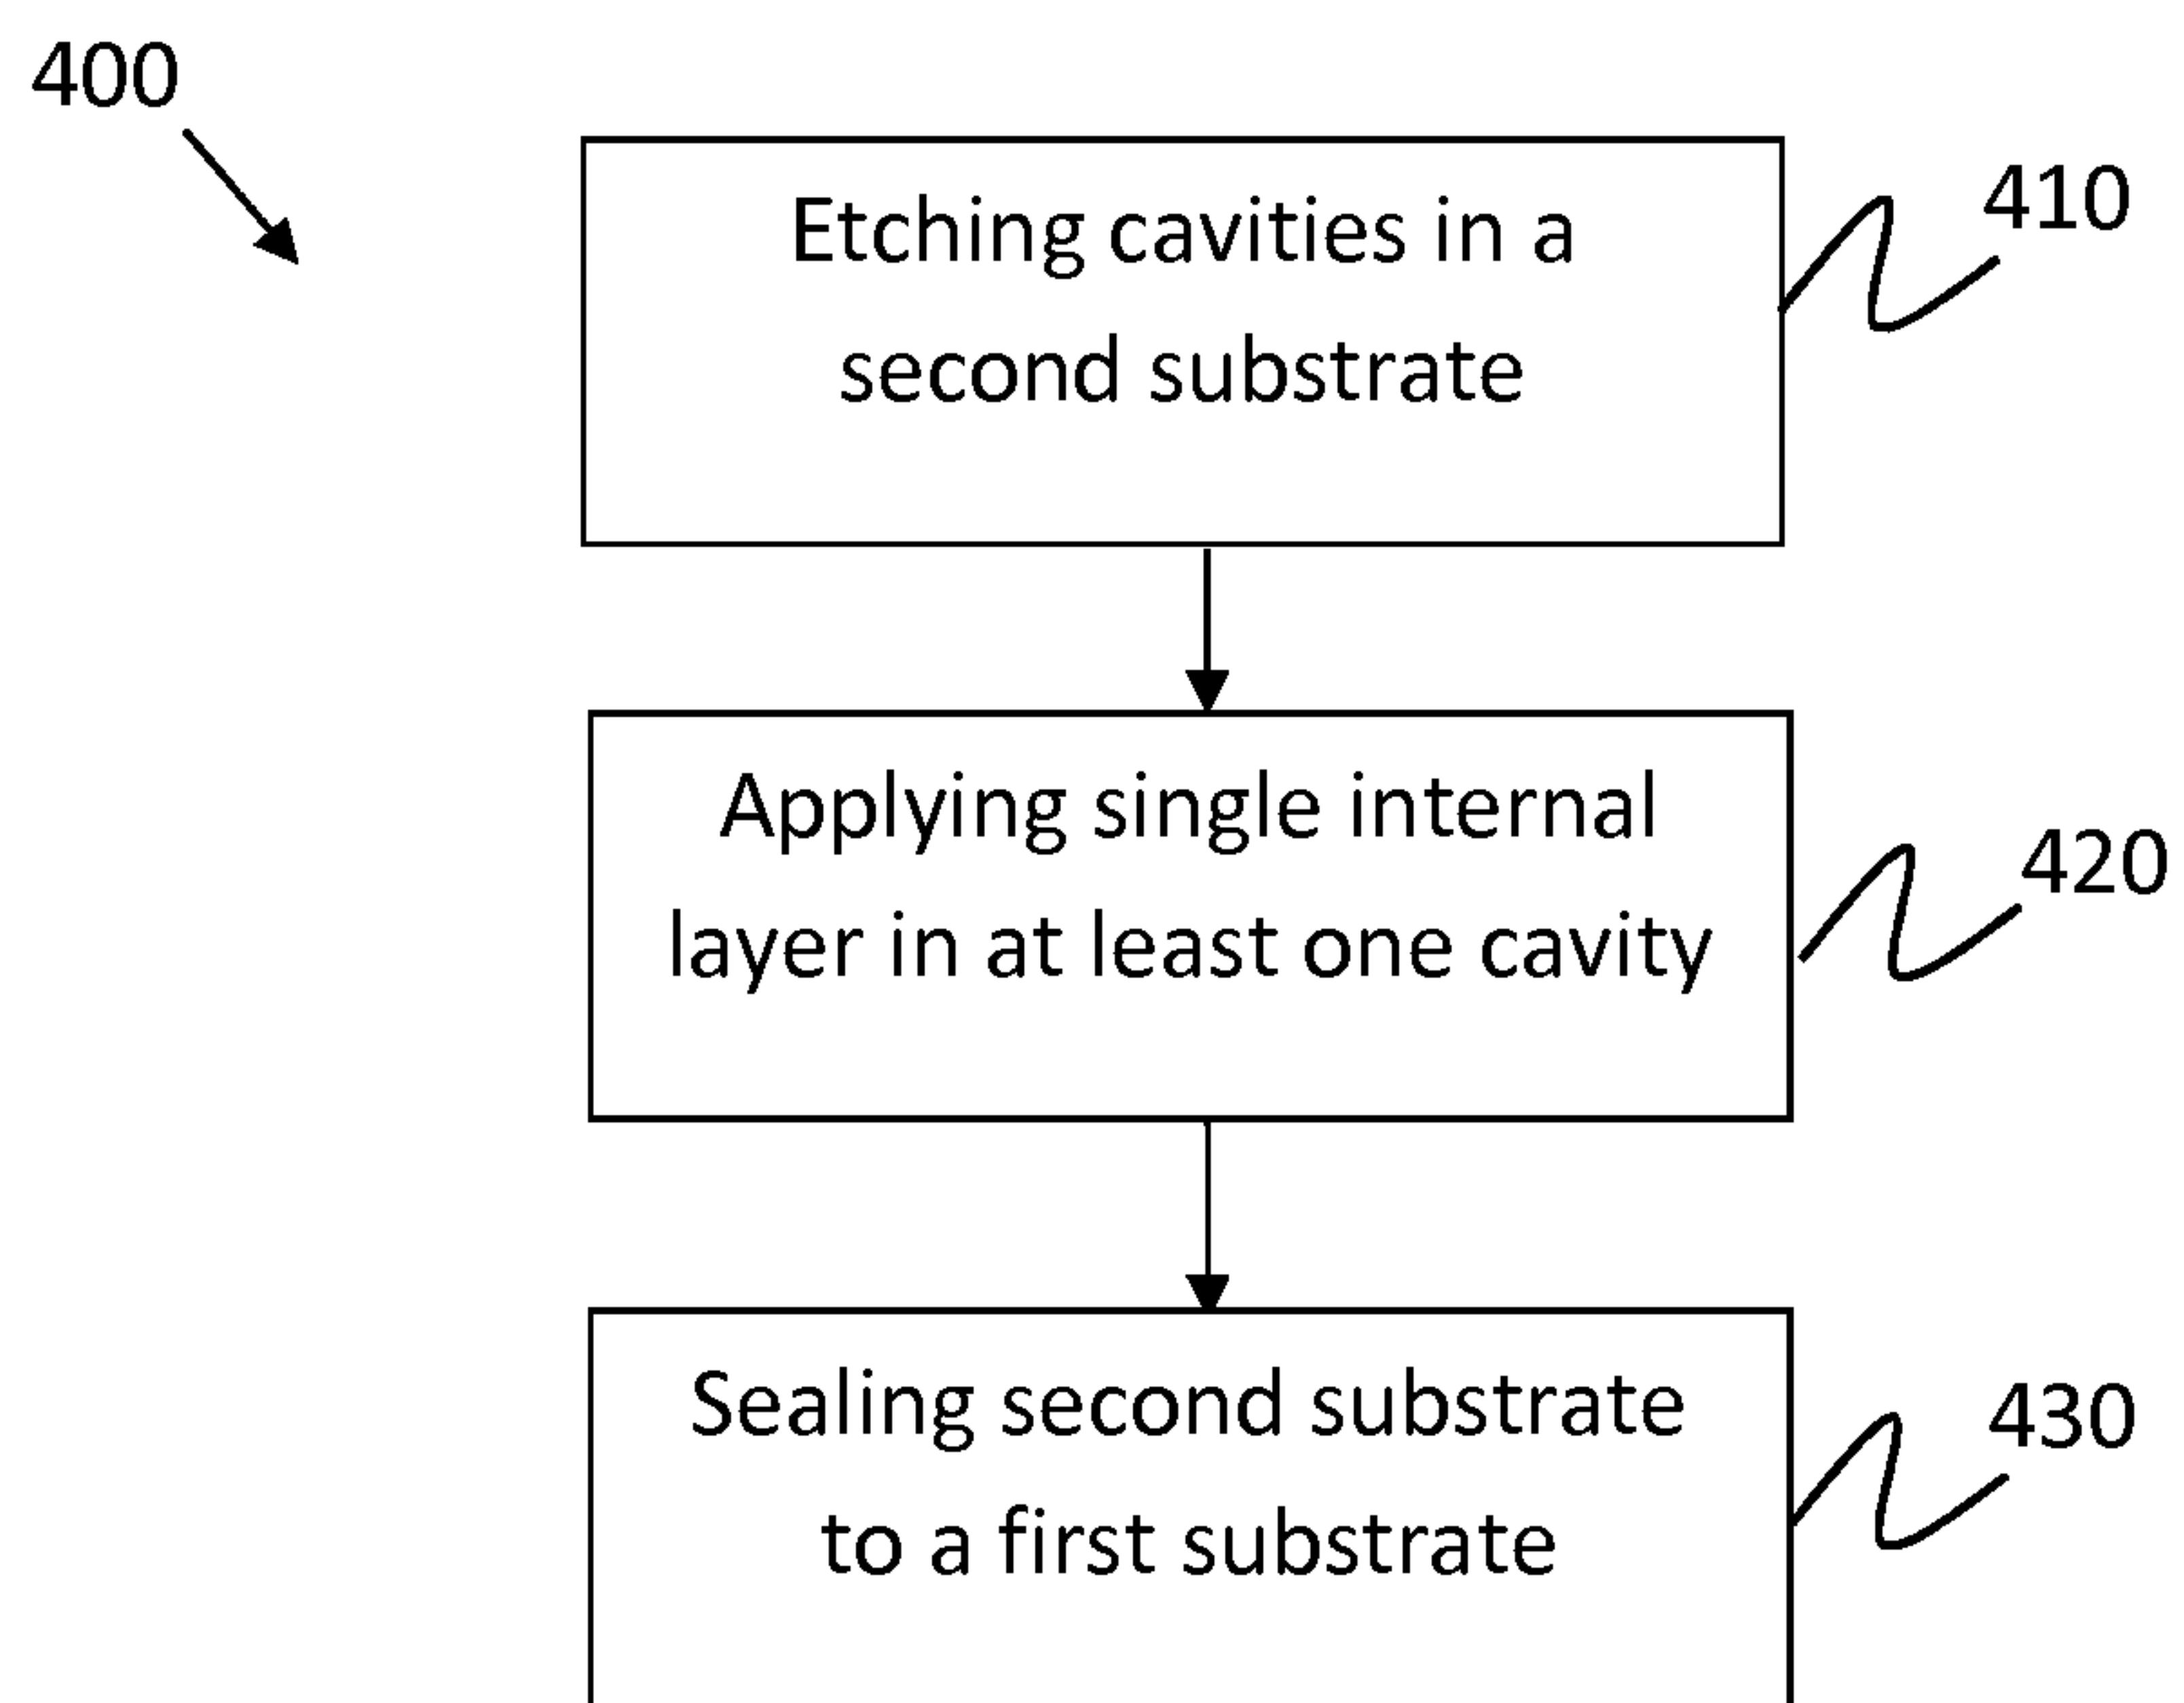 400
Etching cavities in a
second substrate
410
Applying single internal
layer in at least one cavity
420
Sealing second substrate
to a first substrate
430